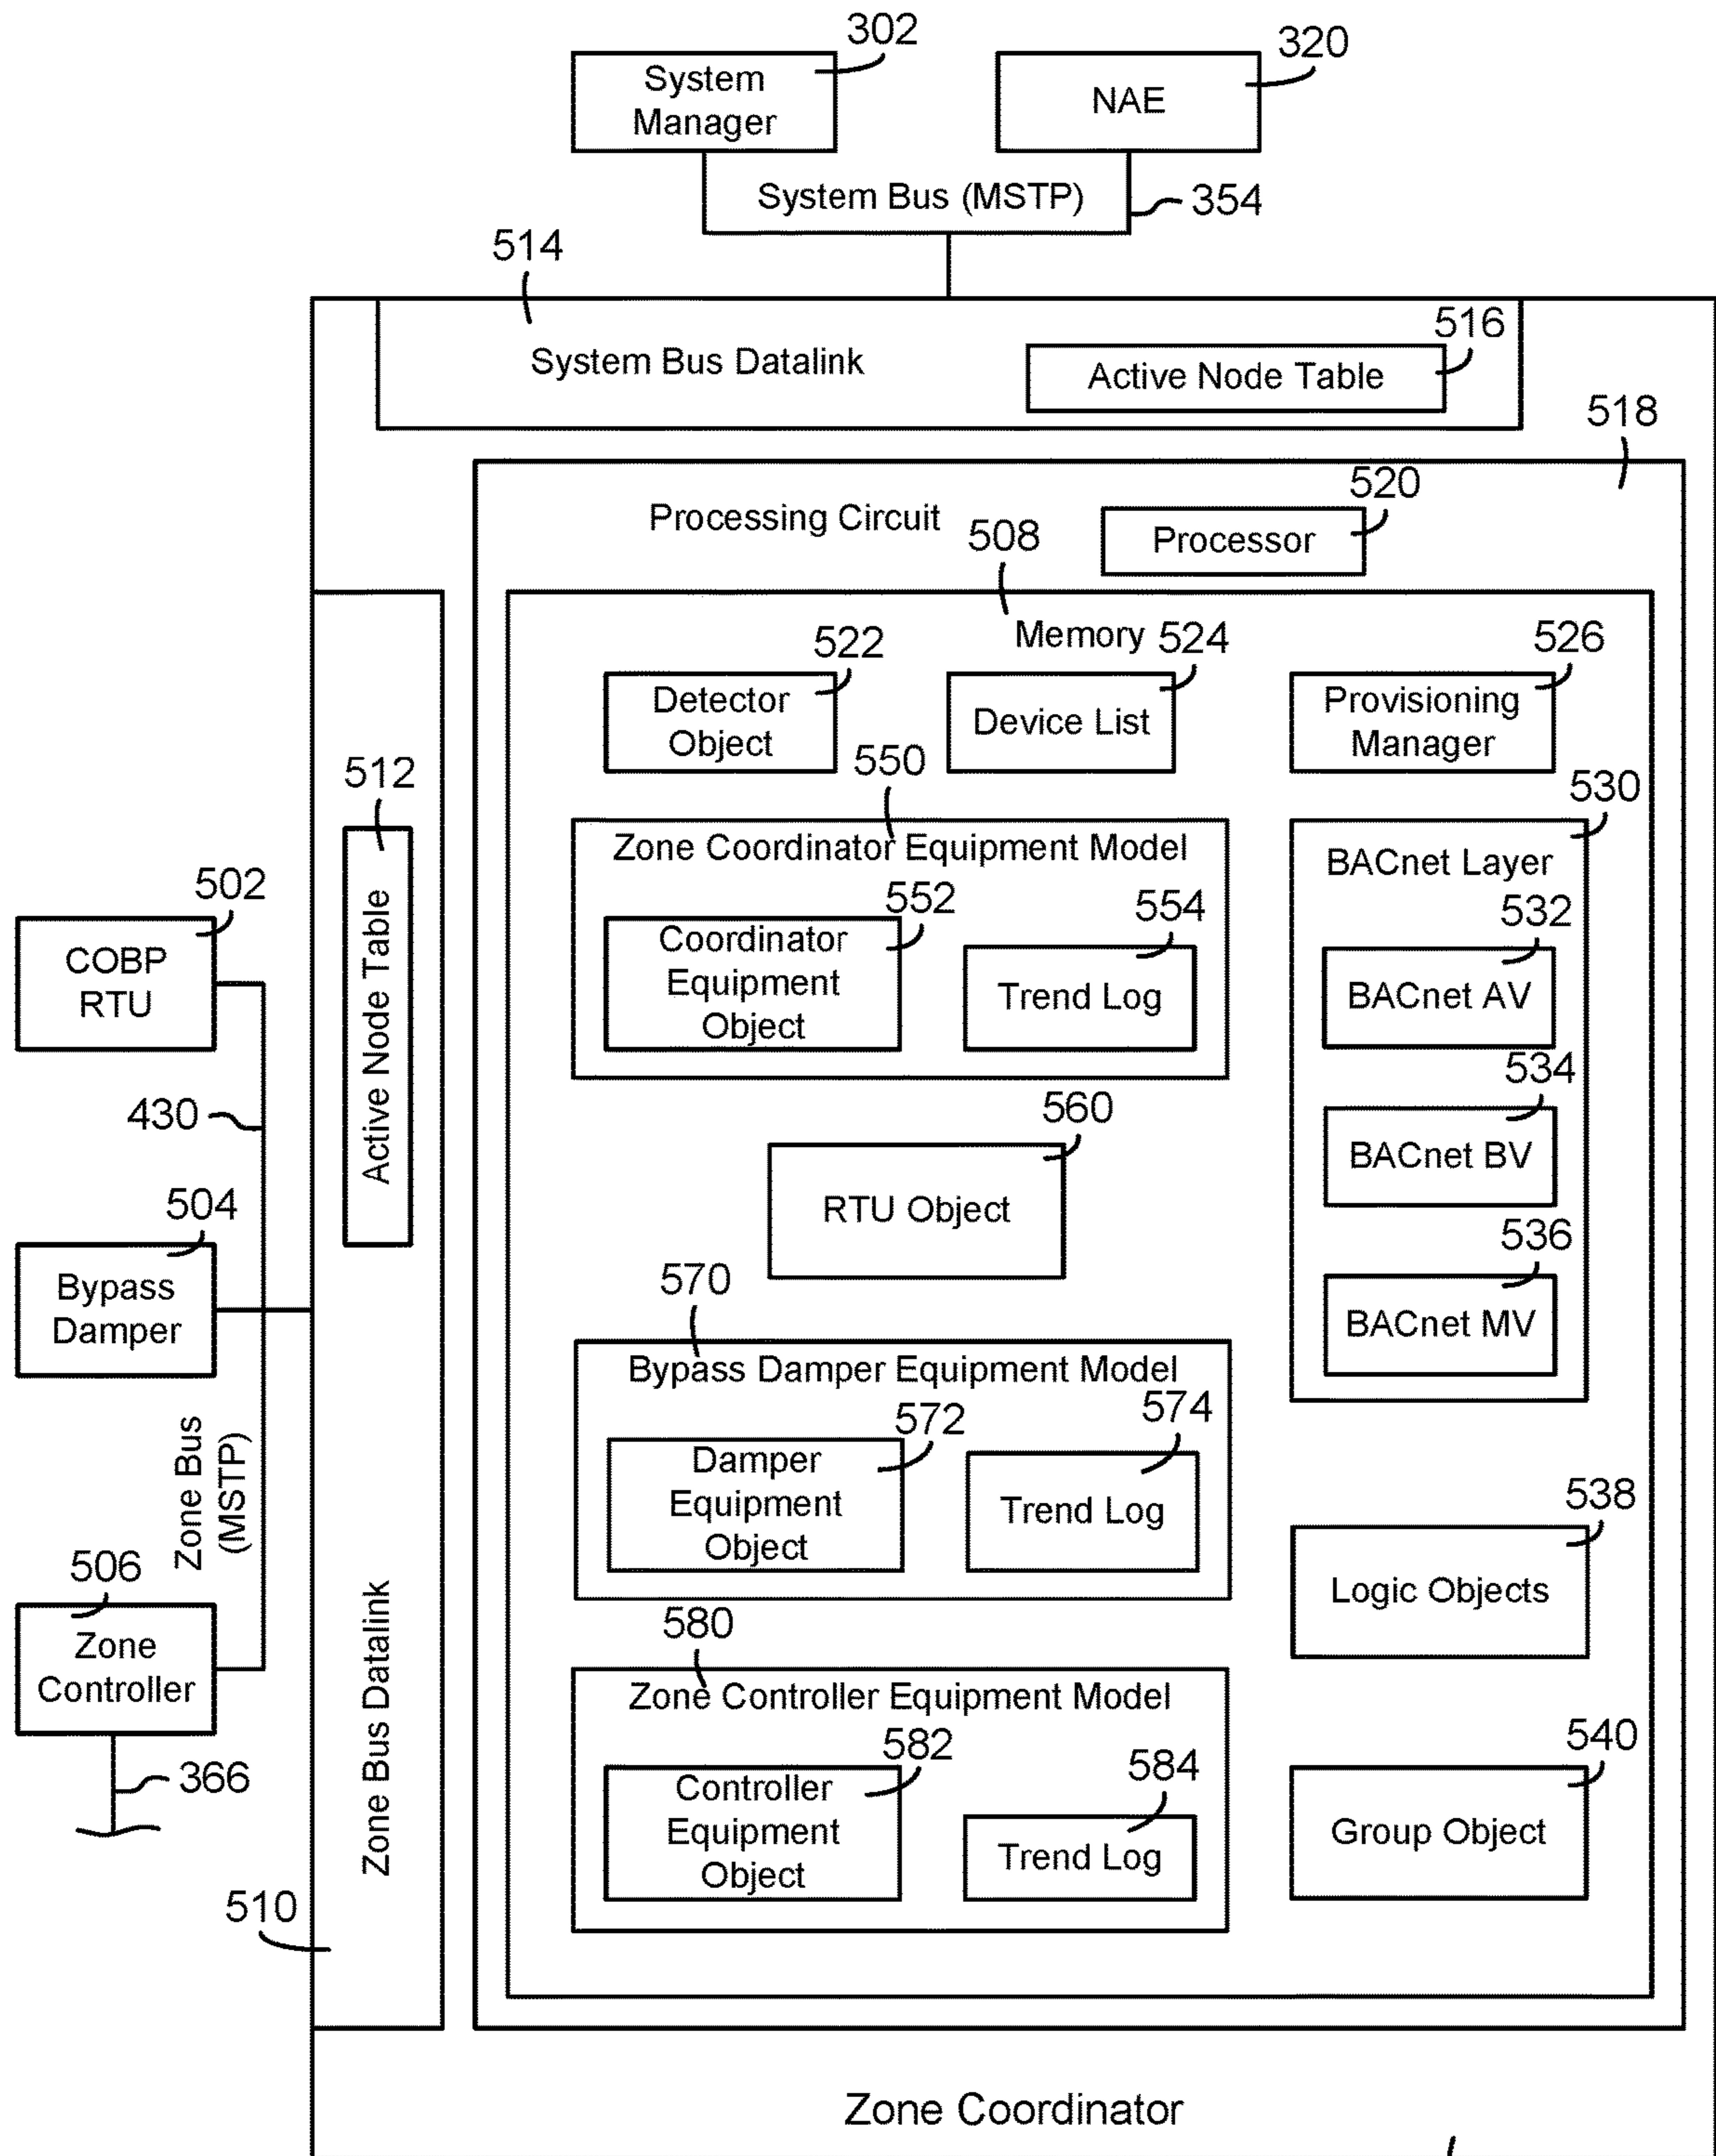 302
320
System
Manager
NAE
System Bus (MSTP)
354
514
516
System Bus Datalink
Active Node Table
518
520
Processing Circuit
Processor
508
Memory
522
524
526
Detector
Object
Device List
Provisioning
Manager
550
512
530
Zone Coordinator Equipment Model
BACnet Layer
502
552
554
532
COBP
RTU
Active Node Table
Coordinator
Equipment
Object
Trend Log
BACnet AV
430
534
560
BACnet BV
RTU Object
504
536
Bypass
Damper
570
BACnet MV
Bypass Damper Equipment Model
572
574
Zone Bus
(MSTP)
Damper
Equipment
Object
Trend Log
538
506
Logic Objects
Zone
Controller
580
Zone Bus Datalink
Zone Controller Equipment Model
582
584
540
366
Controller
Equipment
Object
Trend Log
Group Object
510
Zone Coordinator